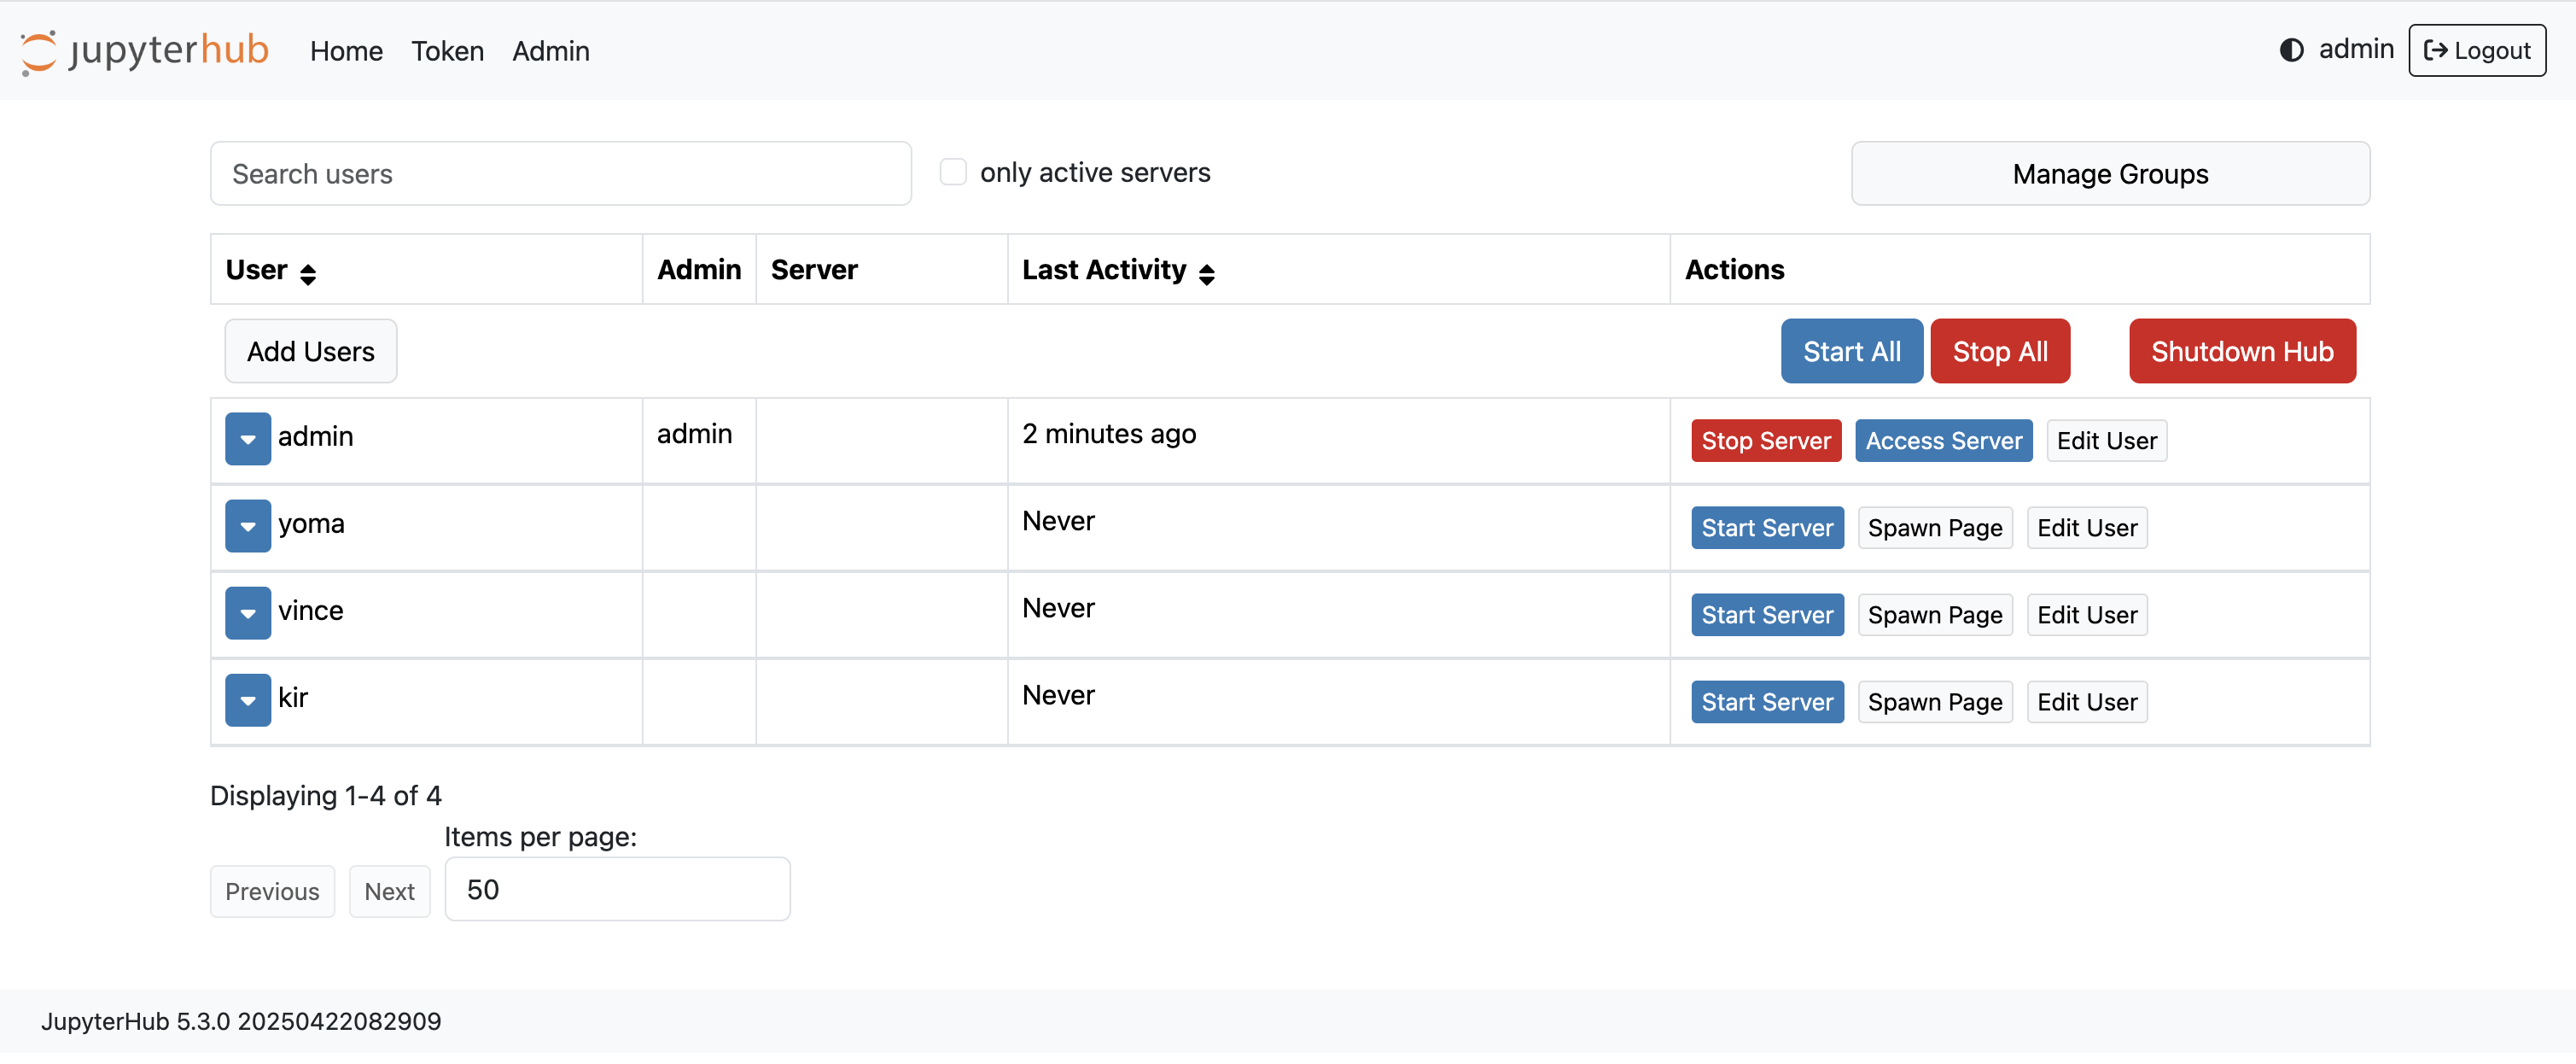 jupyterhub Home Token Admin admin Logout
Search users only active servers Manage Groups
User Admin Server Last Activity Actions
Add Users Start All Stop All Shutdown Hub
admin admin 2 minutes ago Stop Server Access Server Edit User
yoma Never Start Server Spawn Page Edit User
vince Never Start Server Spawn Page Edit User
kir Never Start Server Spawn Page Edit User
Displaying 1-4 of 4
Items per page:
Previous Next 50
JupyterHub 5.3.0 20250422082909